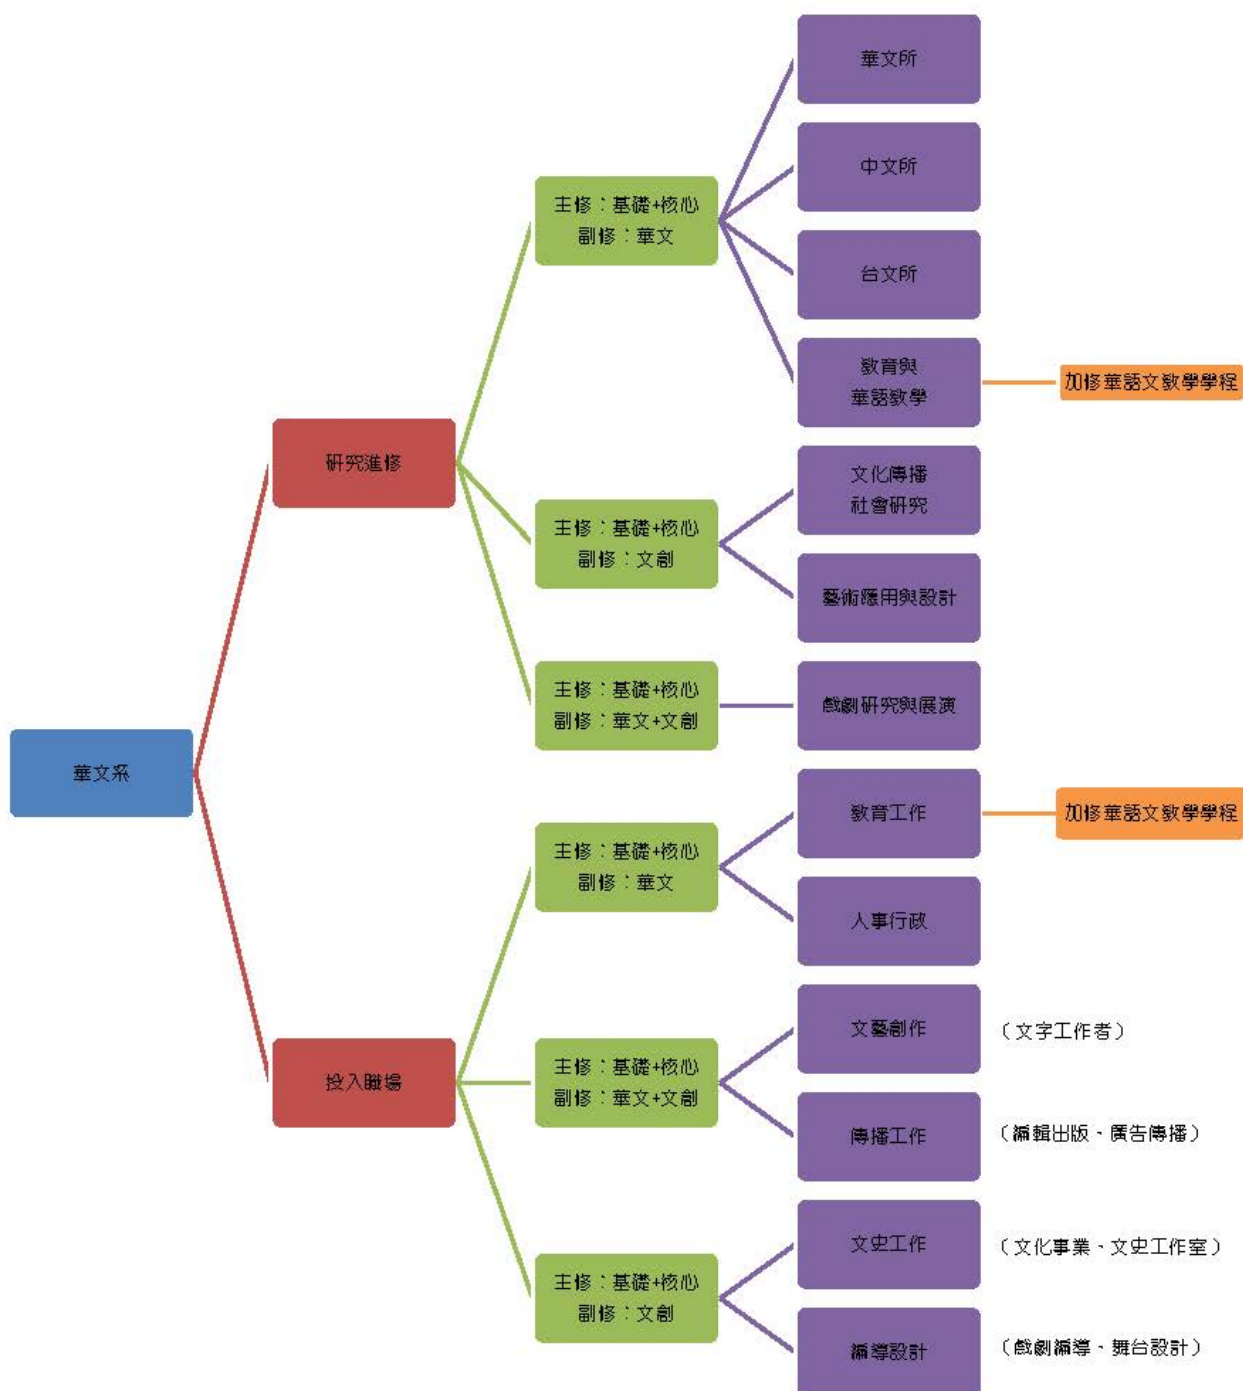 華文系
研究進修
主修：基礎+核心
副修：華文
華文所
中文所
台文所
教育與
華語教學
加修華語文教學學程
主修：基礎+核心
副修：文創
文化傳播
社會研究
藝術應用與設計
主修：基礎+核心
副修：華文+文創
戲劇研究與展演
投入職場
主修：基礎+核心
副修：華文
教育工作
加修華語文教學學程
人事行政
主修：基礎+核心
副修：華文+文創
文藝創作
（文字工作者）
傳播工作
（編輯出版、廣告傳播）
主修：基礎+核心
副修：文創
文史工作
（文化事業、文史工作室）
編導設計
（戲劇編導、舞台設計）